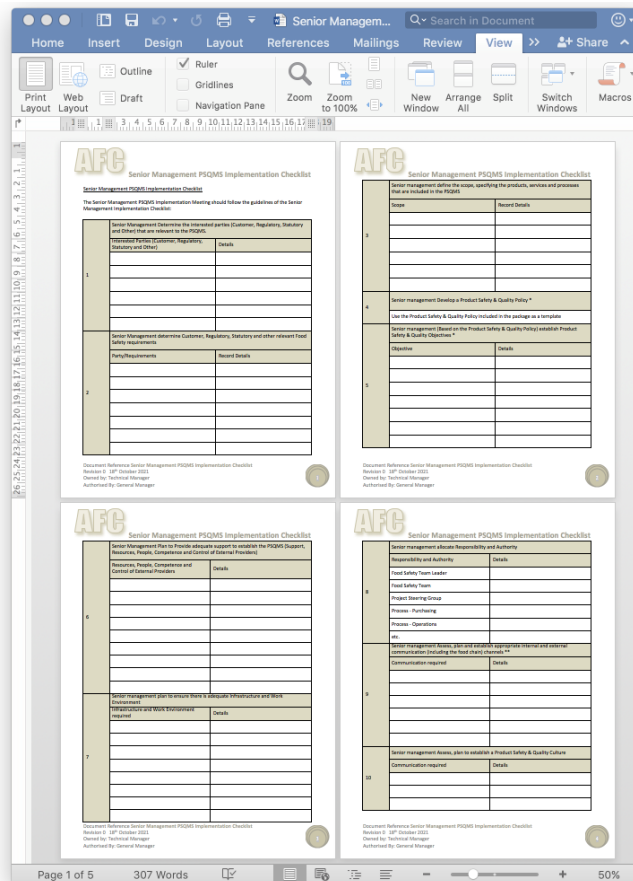 Senior Managem...
Search in Document
Home Insert Design Layout References Mailings Review View >> Share
Print Layout
Web Layout
Outline
Draft
Ruler
Gridlines
Navigation Pane
Zoom
Zoom to 100%
New Window
Arrange All
Split
Switch Windows
Macros
AFC
Senior Management PSQMS Implementation Checklist
Senior Management PSQMS Implementation Checklist
The Senior Management PSQMS Implementation Meeting should follow the guidelines of the Senior
Management Implementation Checklist:
1
Senior Management Determine the interested parties (Customer, Regulatory, Statutory
and Other) that are relevant to the PSQMS.
Interested Parties (Customer, Regulatory,
Statutory and Other)
Details
2
Senior Management determine Customer, Regulatory, Statutory and other relevant Food
Safety requirements
Party/Requirements
Record Details
Document Reference Senior Management PSQMS Implementation Checklist
Revision 0 18th October 2021
Owned by: Technical Manager
Authorised By: General Manager
1
Senior Management PSQMS Implementation Checklist
3
Senior management define the scope, specifying the products, services and processes
that are included in the PSQMS
Scope
Record Details
4
Senior management Develop a Product Safety & Quality Policy *
Use the Product Safety & Quality Policy included in the package as a template
5
Senior management (Based on the Product Safety & Quality Policy) establish Product
Safety & Quality Objectives *
Objective
Details
Document Reference Senior Management PSQMS Implementation Checklist
Revision 0 18th October 2021
Owned by: Technical Manager
Authorised By: General Manager
2
AFC
Senior Management PSQMS Implementation Checklist
6
Senior Management Plan to Provide adequate support to establish the PSQMS (Support,
Resources, People, Competence and Control of External Providers)
Resources, People, Competence and
Control of External Providers
Details
7
Senior management plan to ensure there is adequate Infrastructure and Work
Environment
Infrastructure and Work Environment
required
Details
Document Reference Senior Management PSQMS Implementation Checklist
Revision 0 18th October 2021
Owned by: Technical Manager
Authorised By: General Manager
3
AFC
Senior Management PSQMS Implementation Checklist
8
Senior management allocate Responsibility and Authority
Responsibility and Authority
Details
Food Safety Team Leader
Food Safety Team
Project Steering Group
Process - Purchasing
Process - Operations
etc.
9
Senior management Assess, plan and establish appropriate internal and external
communication (including the food chain) channels **
Communication required
Details
10
Senior management Assess, plan to establish a Product Safety & Quality Culture
Communication required
Details
Document Reference Senior Management PSQMS Implementation Checklist
Revision 0 18th October 2021
Owned by: Technical Manager
Authorised By: General Manager
4
Page 1 of 5
307 Words
50%